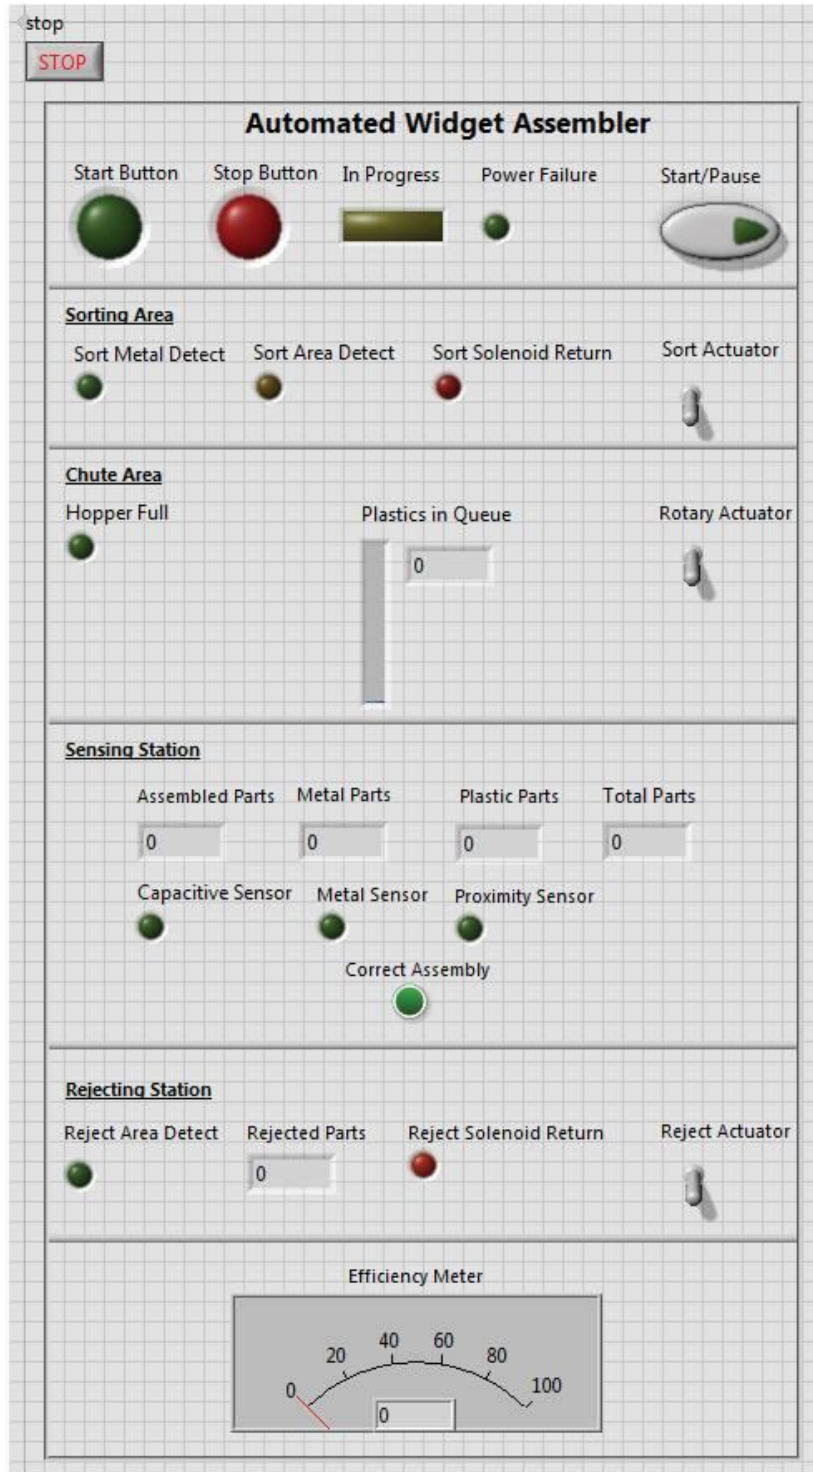 stop
STOP
Automated Widget Assembler
Start Button Stop Button In Progress Power Failure Start/Pause
Sorting Area
Sort Metal Detect Sort Area Detect Sort Solenoid Return Sort Actuator
Chute Area
Hopper Full Plastics in Queue Rotary Actuator
0
Sensing Station
Assembled Parts Metal Parts Plastic Parts Total Parts
0 0 0 0
Capacitive Sensor Metal Sensor Proximity Sensor
Correct Assembly
Rejecting Station
Reject Area Detect Rejected Parts Reject Solenoid Return Reject Actuator
0
Efficiency Meter
0 20 40 60 80 100
0